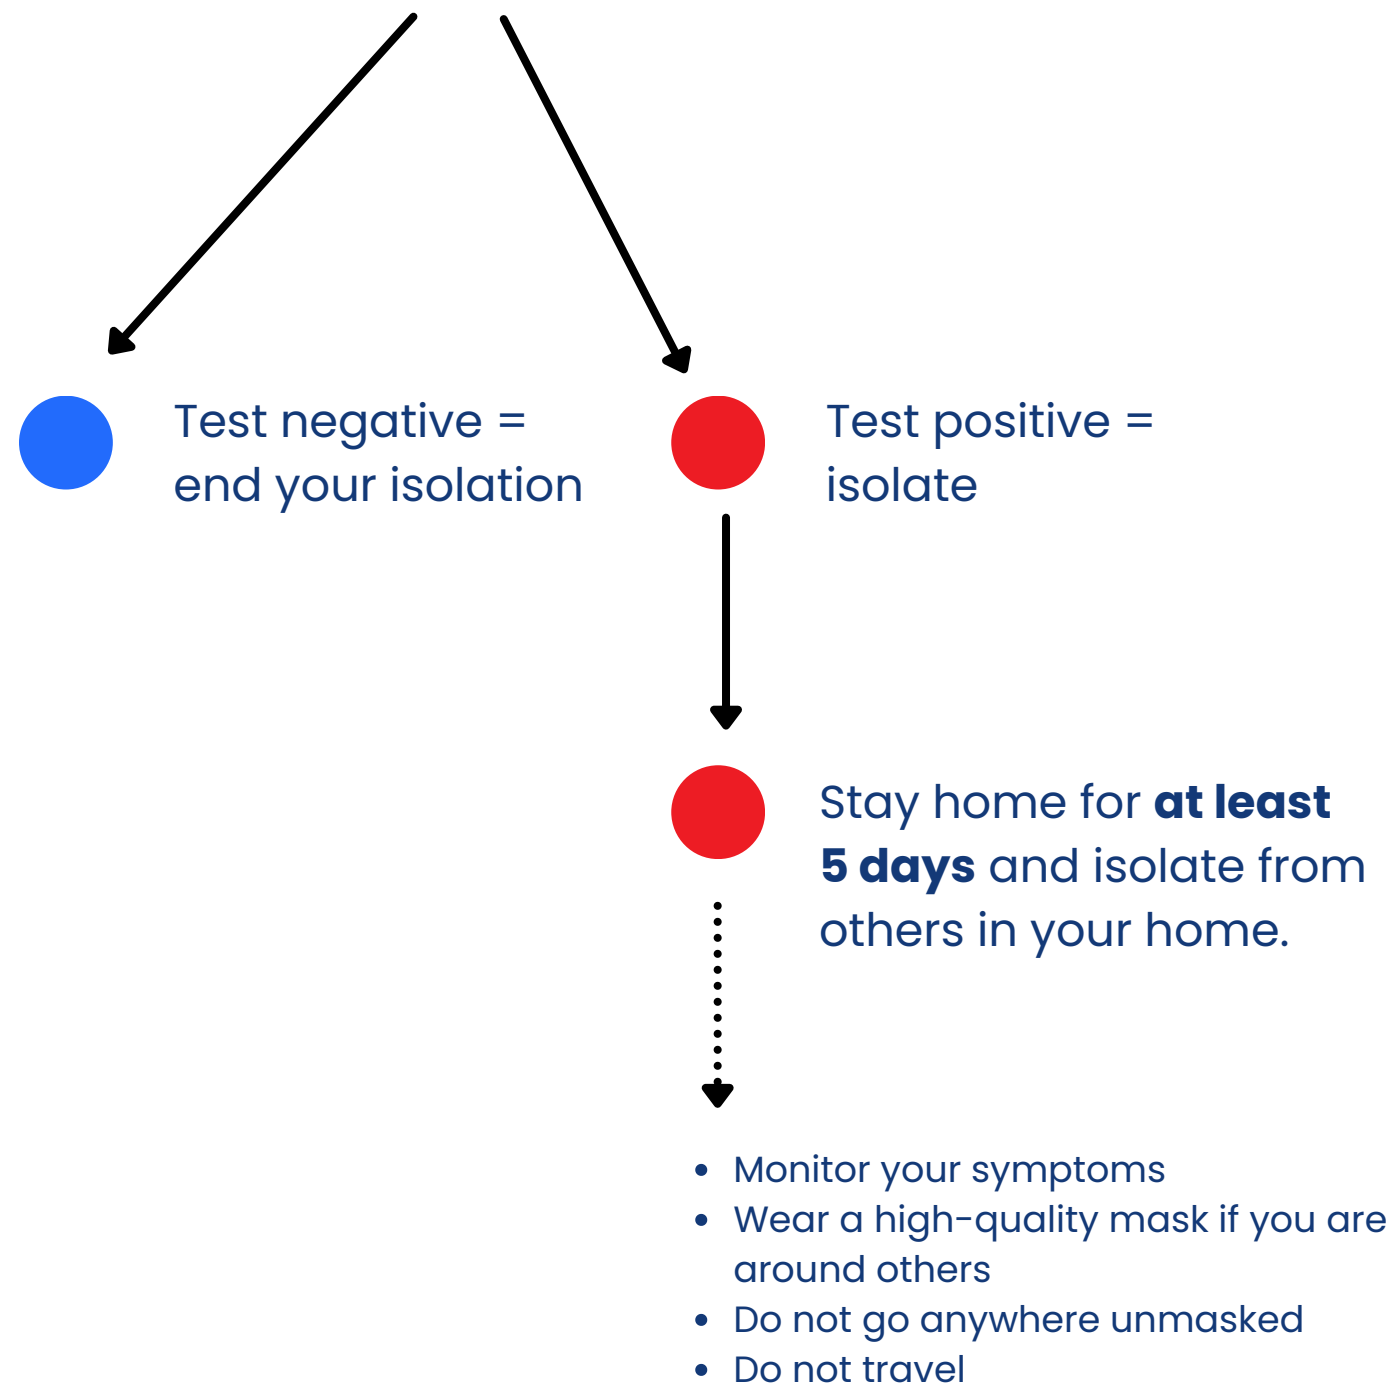 Test negative =
end your isolation
Test positive =
isolate
Stay home for at least
5 days and isolate from
others in your home.
• Monitor your symptoms
• Wear a high-quality mask if you are
around others
• Do not go anywhere unmasked
• Do not travel